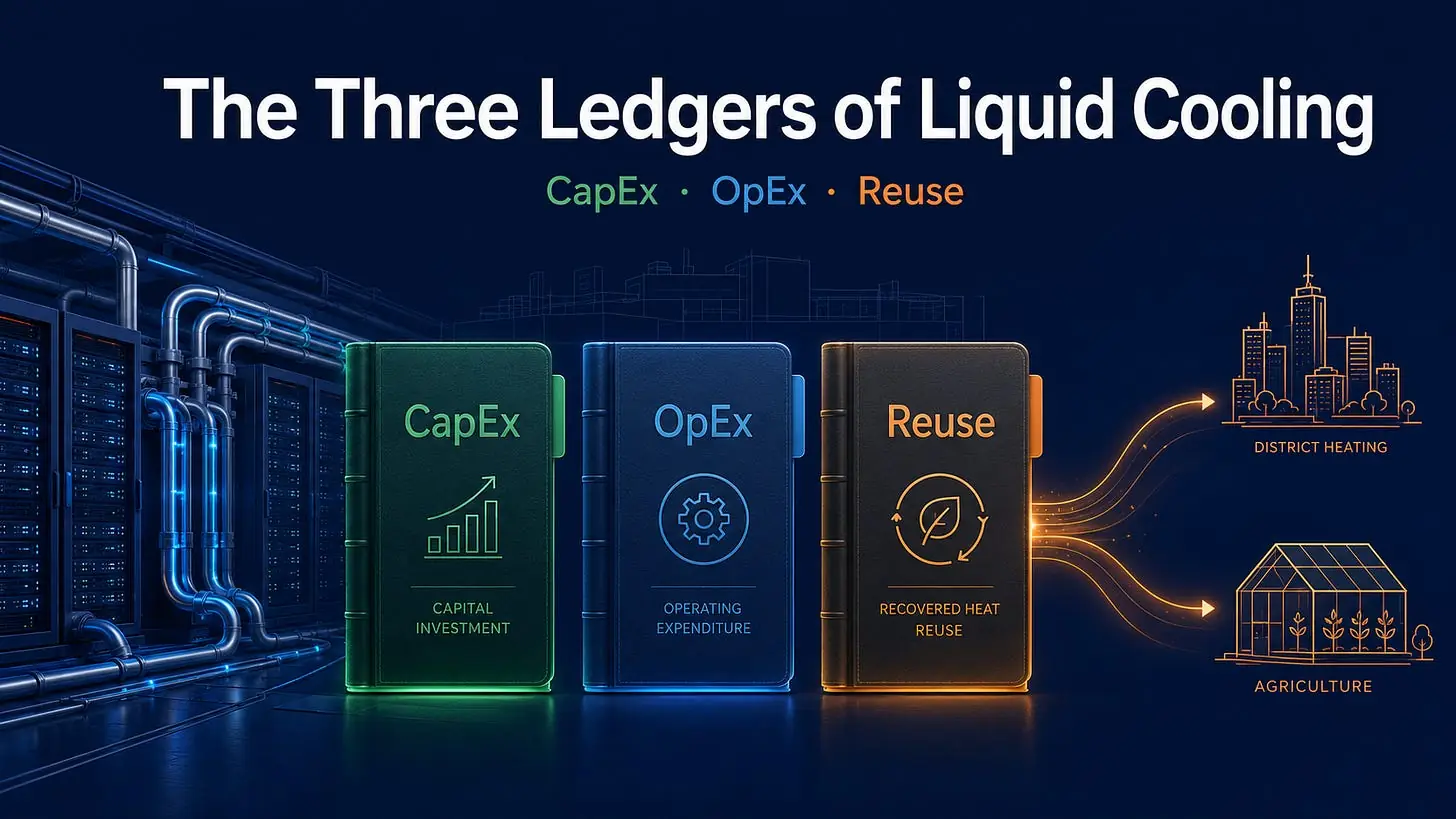 The Three Ledgers of Liquid Cooling
CapEx · OpEx · Reuse
CapEx
CAPITAL
INVESTMENT
OpEx
OPERATING
EXPENDITURE
Reuse
RECOVERED HEAT
REUSE
DISTRICT HEATING
AGRICULTURE